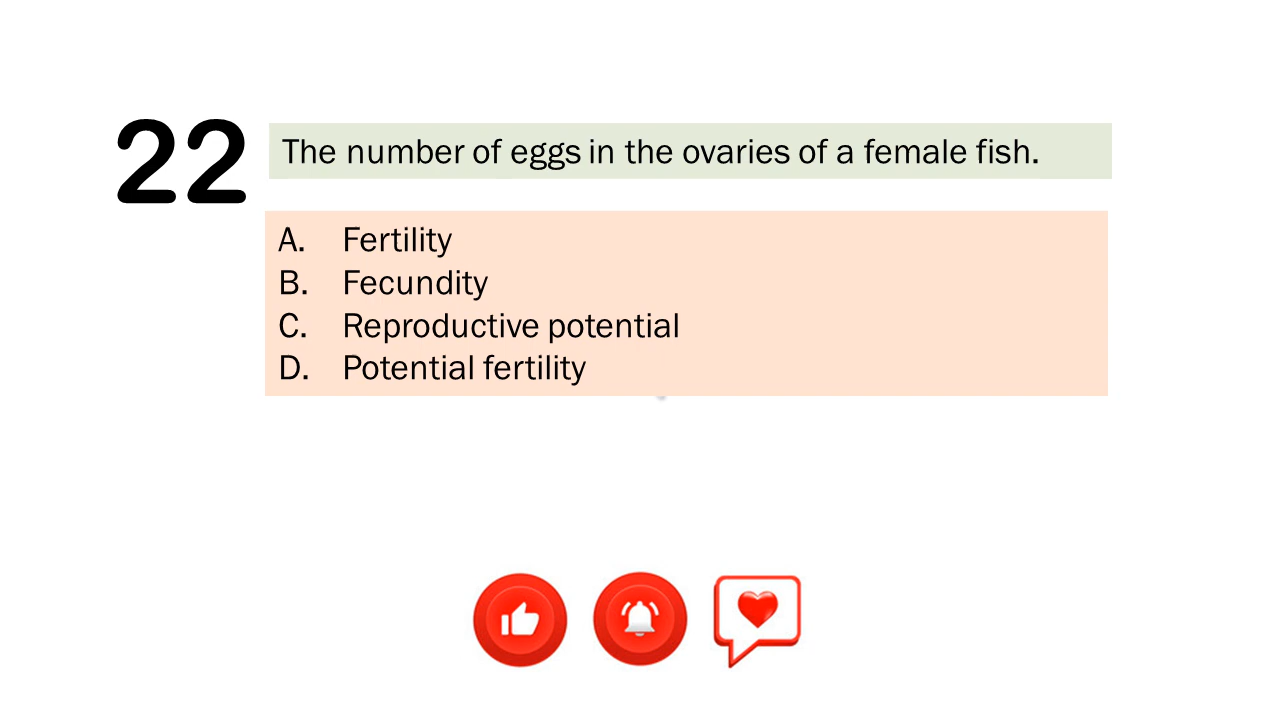 22
The number of eggs in the ovaries of a female fish.
A. Fertility
B. Fecundity
C. Reproductive potential
D. Potential fertility